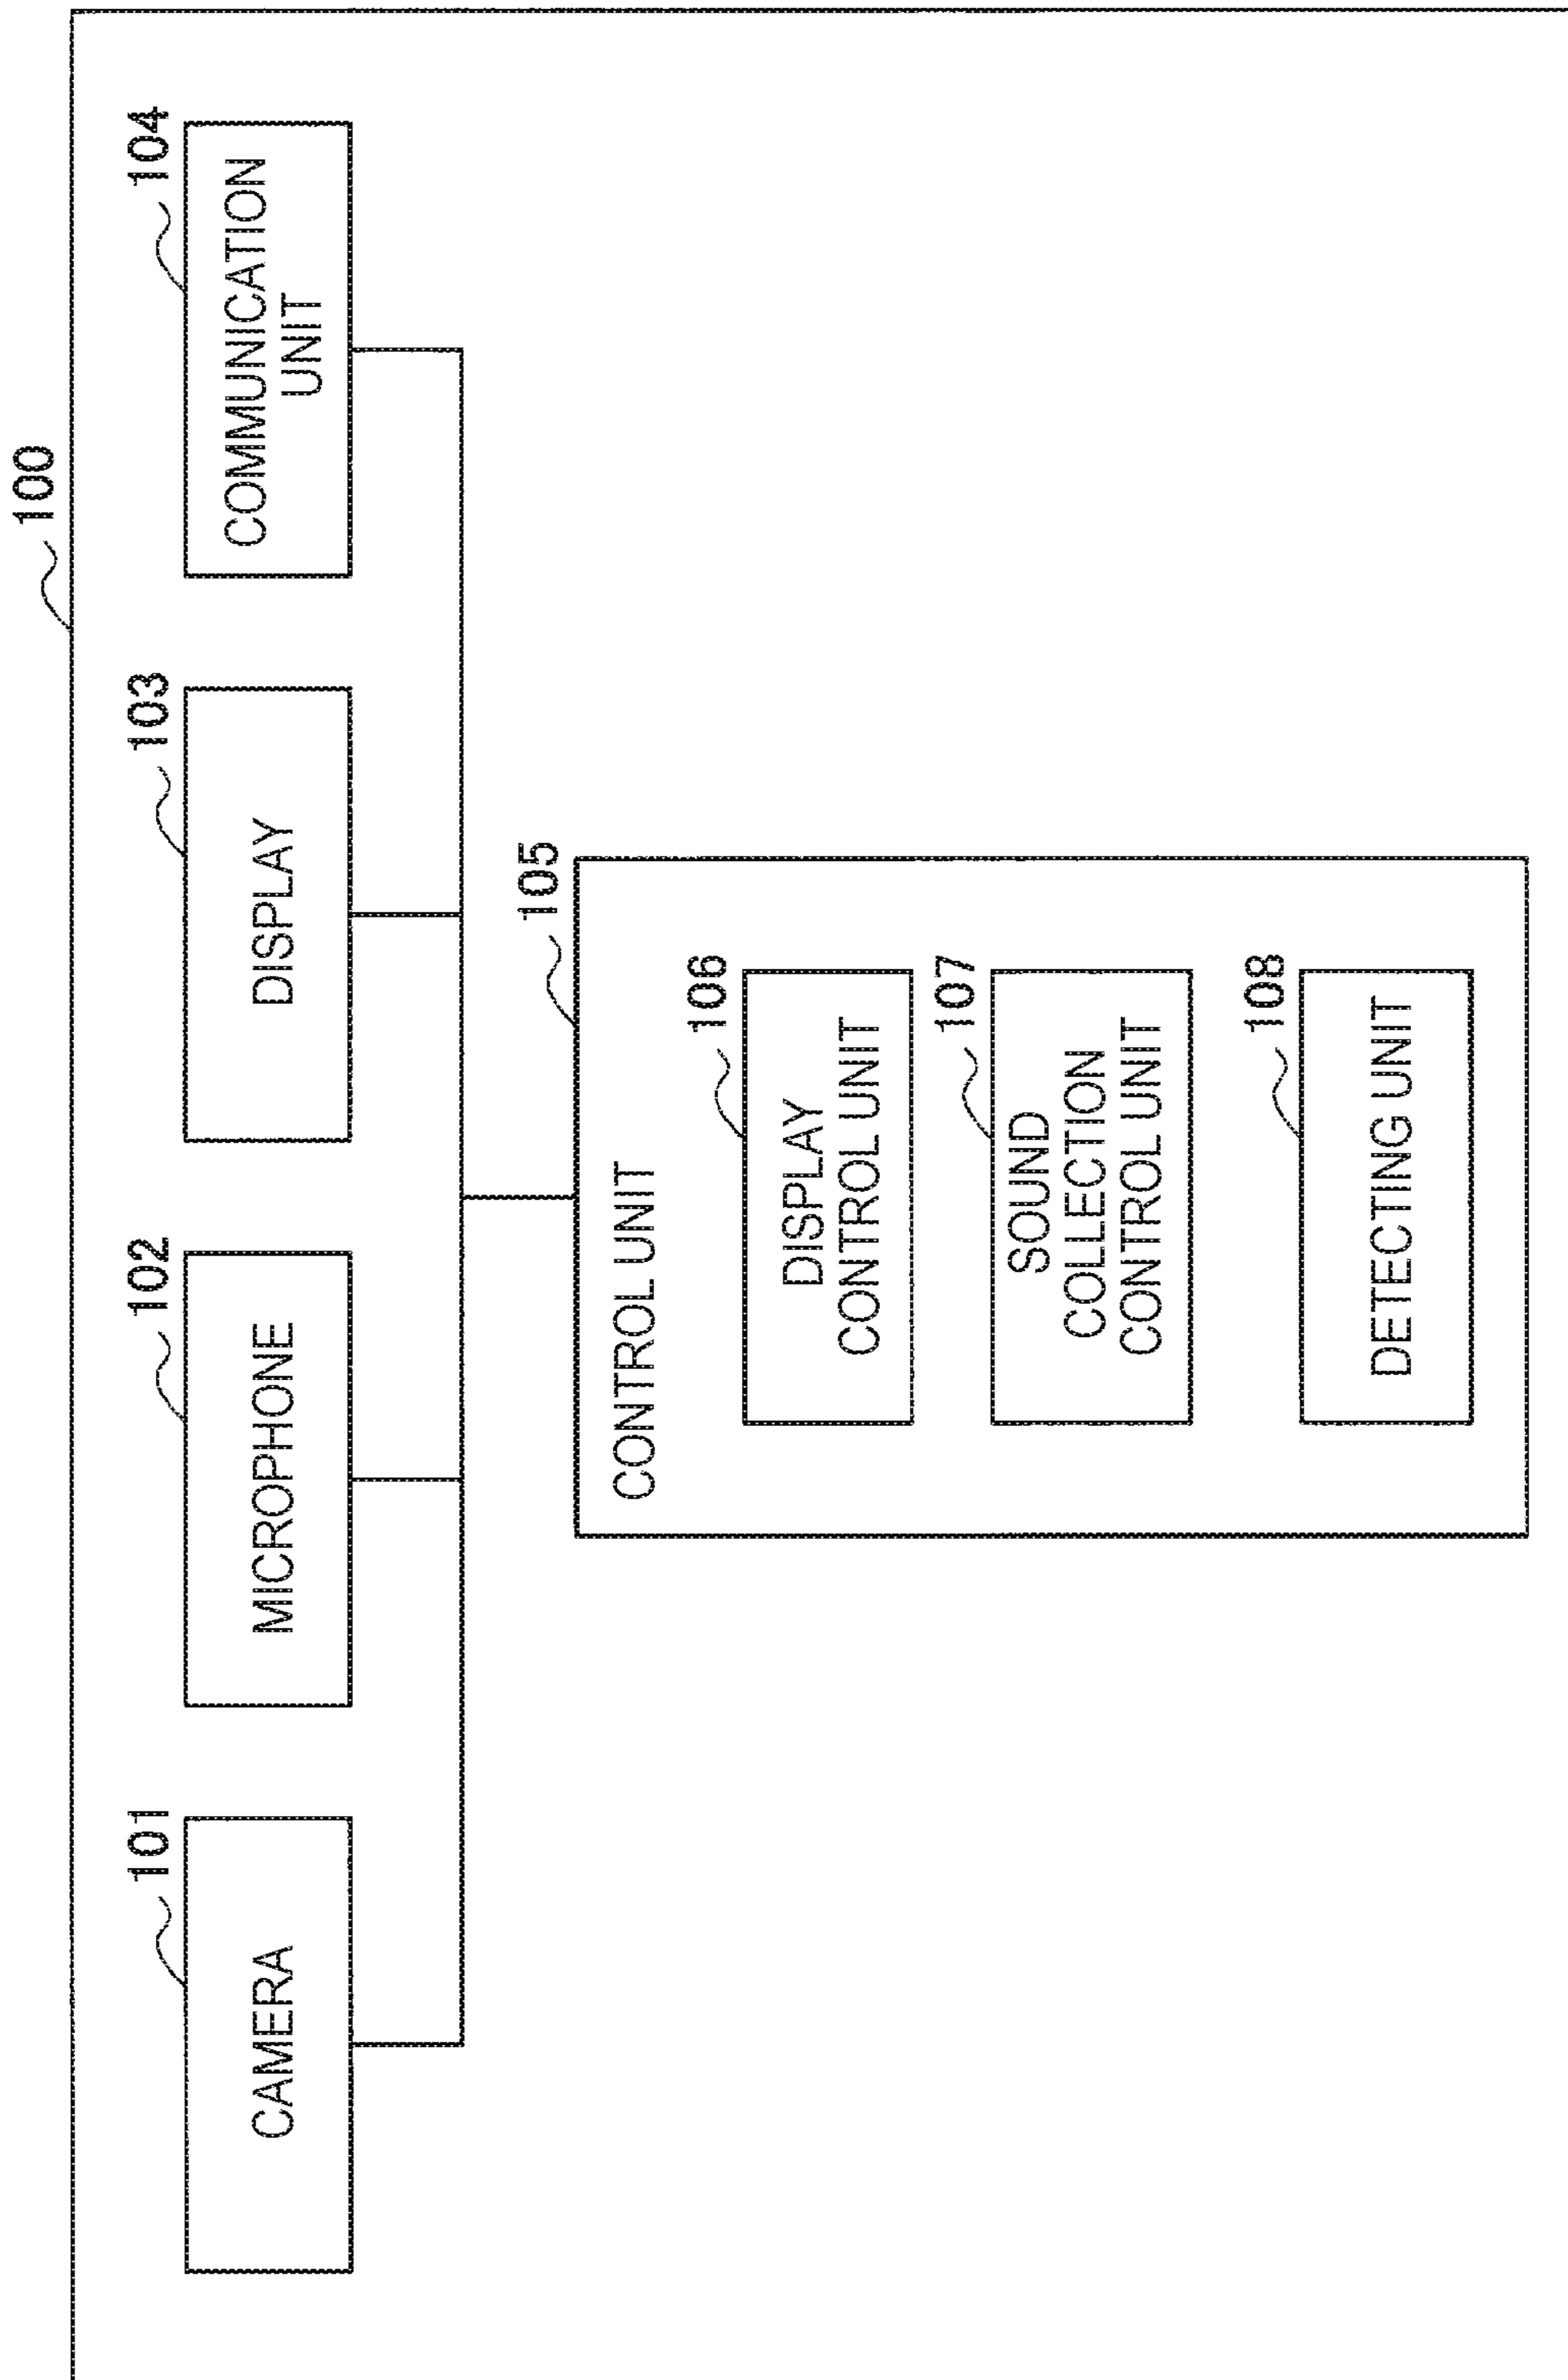 100
101
CAMERA
102
MICROPHONE
103
DISPLAY
104
COMMUNICATION
UNIT
105
CONTROL UNIT
106
DISPLAY
CONTROL UNIT
107
SOUND
COLLECTION
CONTROL UNIT
108
DETECTING UNIT